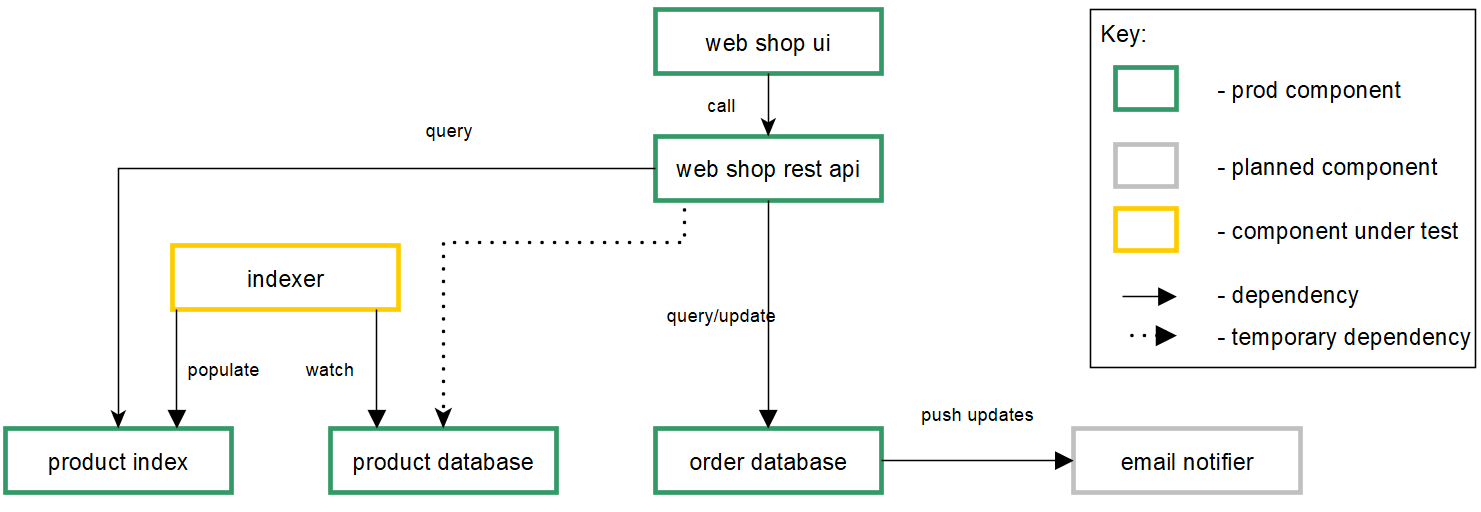 web shop ui
Key:
- prod component
call
query
web shop rest api
- planned component
- component under test
indexer
- dependency
query/update
- temporary dependency
populate
watch
push updates
product index
product database
order database
email notifier